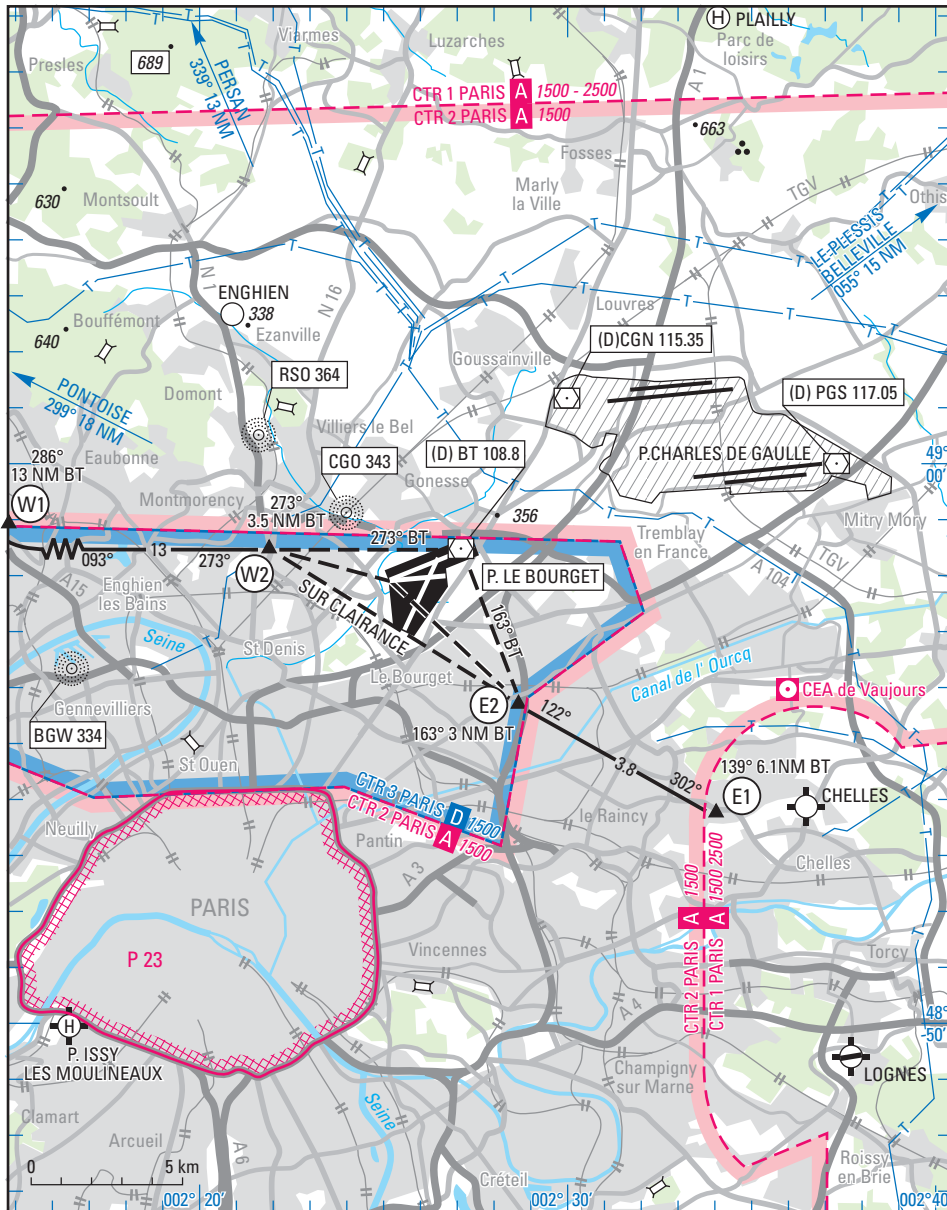 PLAILLY
H
Parc de
loisirs
Viarmes
Luzarches
Presles
689
PERSAN
339° 13 NM
A 1
CTR 1 PARIS A 1500 - 2500
CTR 2 PARIS A 1500
663
Fosses
630
Montsoult
Marly
la Ville
TGV
Othis
LE-PLESSIS
BELLEVILLE
055° 15 NM
N 1
N 16
ENGHIEN
338
Ezanville
Louvres
640
Bouffémont
Goussainville
(D)CGN 115.35
RSO 364
Domont
(D) PGS 117.05
PONTOISE
299° 18 NM
Villiers le Bel
CGO 343
(D) BT 108.8
Gonesse
P.CHARLES DE GAULLE
49°
00'
286°
13 NM BT
Eaubonne
W1
Montmorency
273°
3.5 NM BT
356
Mitry Mory
Tremblay
en France
273° BT
093°
13
273°
W2
P. LE BOURGET
TGV
A 104
A15
Enghien
les Bains
SUR CLAIRANCE
163° BT
Seine
St Denis
Le Bourget
Canal de l' Ourcq
CEA de Vaujours
Gennevilliers
E2
122°
BGW 334
163° 3 NM BT
St Ouen
3.8
302°
139° 6.1NM BT
E1
CHELLES
CTR 3 PARIS D 1500
CTR 2 PARIS A 1500
Neuilly
Pantin
le Raincy
A 3
Chelles
PARIS
CTR 2 PARIS A 1500
CTR 1 PARIS A 1500 2500
P 23
Vincennes
Torcy
A 4
H
48°
50'
P. ISSY
LES MOULINEAUX
LOGNES
Champigny
sur Marne
Clamart
Seine
Arcueil
A 6
Créteil
Roissy
en Brie
0 5 km
002° 20'
002° 30'
002° 40'